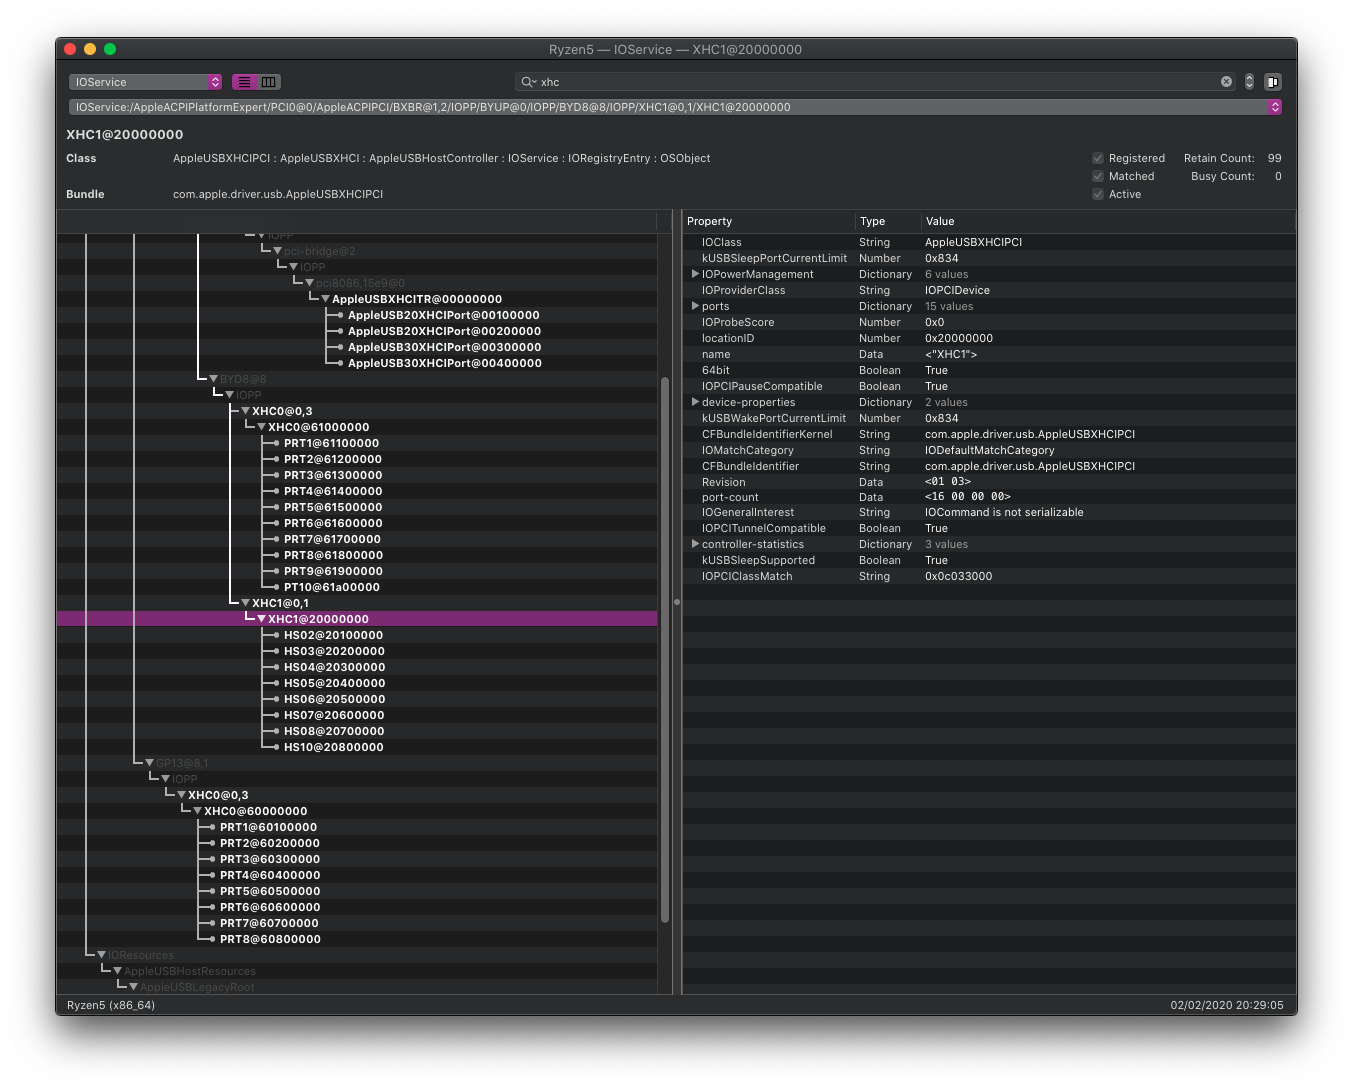 Ryzen5 — IOService — XHC1@20000000
IOService
xhc
IOService:/AppleACPIPlatformExpert/PCI0@0/AppleACPIPCI/BXBR@1,2/IOPP/BYUP@0/IOPP/BYD8@8/IOPP/XHC1@0,1/XHC1@20000000
XHC1@20000000
Class AppleUSBXHCIPCI : AppleUSBXHCI : AppleUSBHostController : IOService : IORegistryEntry : OSObject
Registered Retain Count: 99
Matched Busy Count: 0
Bundle com.apple.driver.usb.AppleUSBXHCIPCI
Active
IOPP
pci-bridge@2
IOPP
pci8086,15e9@0
AppleUSBXHCITR@00000000
AppleUSB20XHCIPort@00100000
AppleUSB20XHCIPort@00200000
AppleUSB30XHCIPort@00300000
AppleUSB30XHCIPort@00400000
BYD8@8
IOPP
XHC0@0,3
XHC0@61000000
PRT1@61100000
PRT2@61200000
PRT3@61300000
PRT4@61400000
PRT5@61500000
PRT6@61600000
PRT7@61700000
PRT8@61800000
PRT9@61900000
PT10@61a00000
XHC1@0,1
XHC1@20000000
HS02@20100000
HS03@20200000
HS04@20300000
HS05@20400000
HS06@20500000
HS07@20600000
HS08@20700000
HS10@20800000
GP13@8,1
IOPP
XHC0@0,3
XHC0@60000000
PRT1@60100000
PRT2@60200000
PRT3@60300000
PRT4@60400000
PRT5@60500000
PRT6@60600000
PRT7@60700000
PRT8@60800000
IOResources
AppleUSBHostResources
AppleUSBLegacyRoot
Property Type Value
IOClass String AppleUSBXHCIPCI
kUSBSleepPortCurrentLimit Number 0x834
IOPowerManagement Dictionary 6 values
IOProviderClass String IOPCIDevice
ports Dictionary 15 values
IOProbeScore Number 0x0
locationID Number 0x20000000
name Data <"XHC1">
64bit Boolean True
IOPCIPauseCompatible Boolean True
device-properties Dictionary 2 values
kUSBWakePortCurrentLimit Number 0x834
CFBundleIdentifierKernel String com.apple.driver.usb.AppleUSBXHCIPCI
IOMatchCategory String IODefaultMatchCategory
CFBundleIdentifier String com.apple.driver.usb.AppleUSBXHCIPCI
Revision Data <01 03>
port-count Data <16 00 00 00>
IOGeneralInterest String IOCommand is not serializable
IOPCITunnelCompatible Boolean True
controller-statistics Dictionary 3 values
kUSBSleepSupported Boolean True
IOPCIClassMatch String 0x0c033000
Ryzen5 (x86_64)
02/02/2020 20:29:05